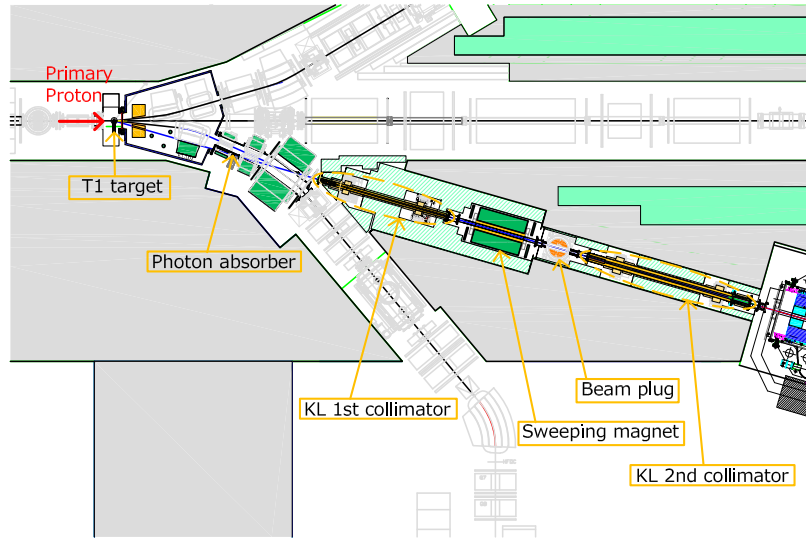 Primary
Proton
T1 target
Photon absorber
KL 1st collimator
Beam plug
Sweeping magnet
KL 2nd collimator